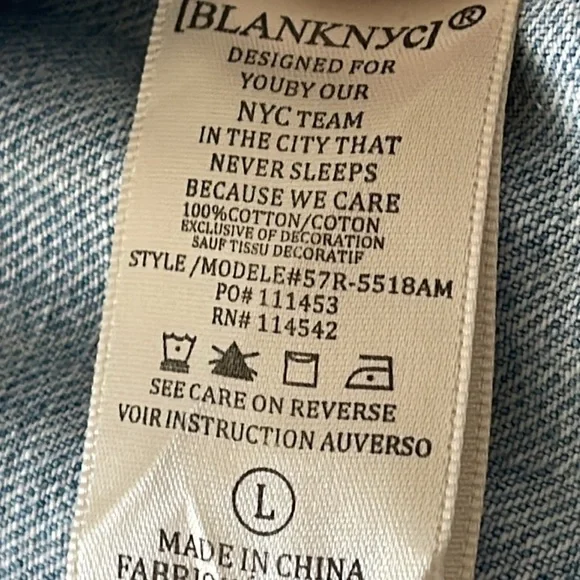 [BLANKNYC]®
DESIGNED FOR
YOUBY OUR
NYC TEAM
IN THE CITY THAT
NEVER SLEEPS
BECAUSE WE CARE
100%COTTON/COTON
EXCLUSIVE OF DECORATION
SAUF TISSU DECORATIF
STYLE/MODELE#57R-5518AM
PO# 111453
RN# 114542
SEE CARE ON REVERSE
VOIR INSTRUCTION AUVERSO
L
MADE IN CHINA